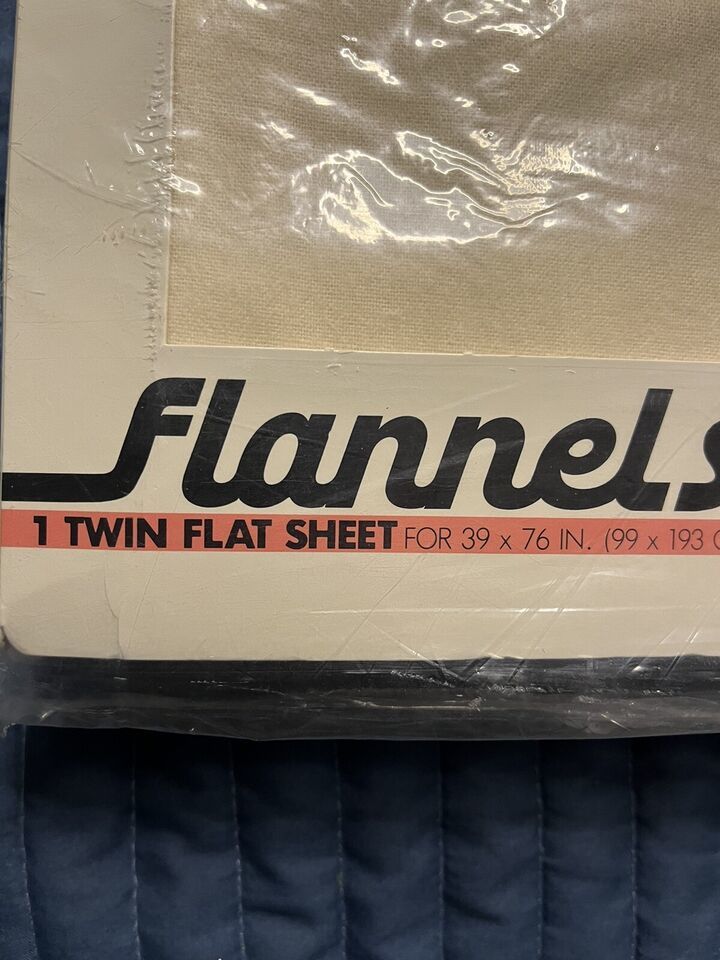 Flannel
1 TWIN FLAT SHEET FOR 39 x 76 IN. (99 x 193